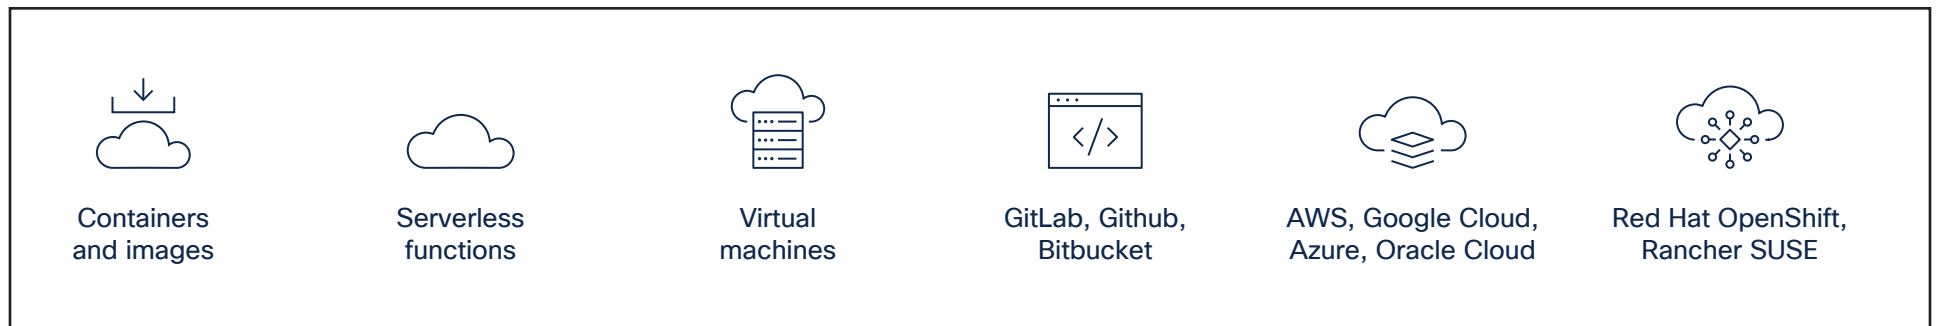 Containers
and images
Serverless
functions
Virtual
machines
GitLab, Github,
Bitbucket
AWS, Google Cloud,
Azure, Oracle Cloud
Red Hat OpenShift,
Rancher SUSE